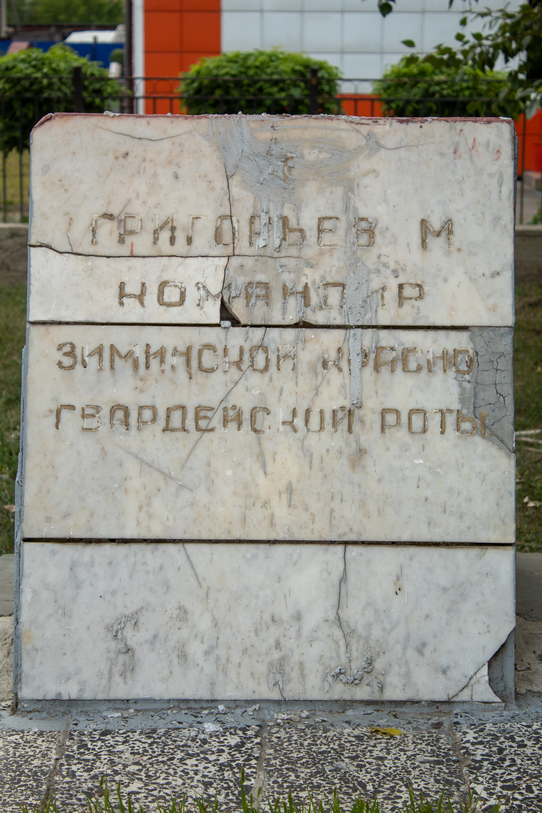 ГРИГОРЬЕВ М
КОМАНДИР
ЗИМИНСКОЙ КРАСНО
ГВАРДЕЙСКОЙ РОТЫ